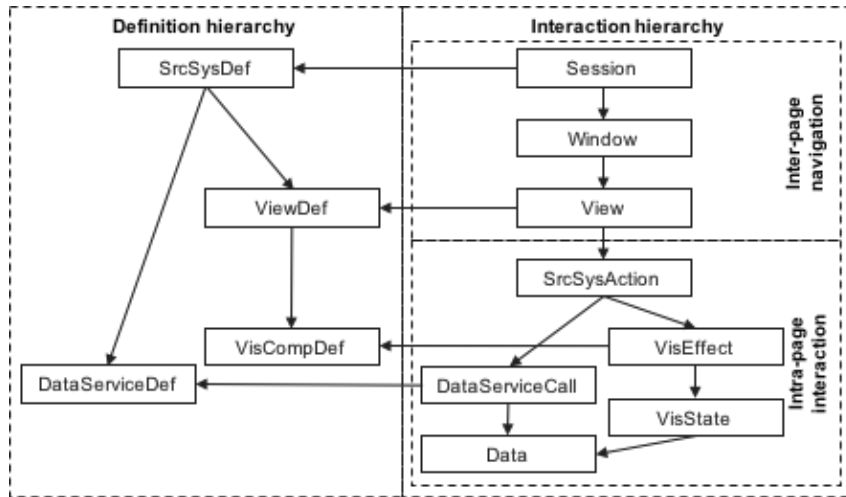 Definition hierarchy
Interaction hierarchy
SrcSysDef
Session
Window
ViewDef
View
SrcSysAction
VisCompDef
VisEffect
DataServiceDef
DataServiceCall
VisState
Data
Inter-page
navigation
Intra-page
interaction